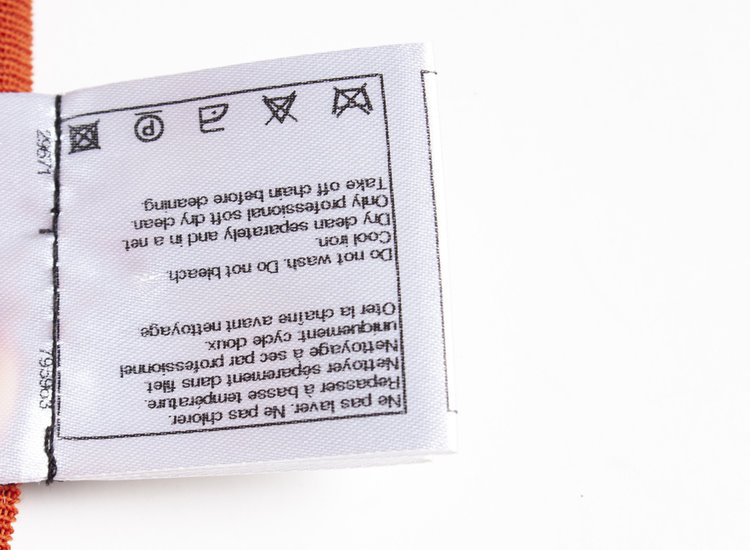 Ne pas laver. Ne pas chlorer.
Repasser à basse température.
Nettoyer séparement dans filet.
Nettoyage à sec par professionnel
uniquement, cycle doux.
Oter la chaîne avant nettoyage
Do not wash. Do not bleach.
Cool iron.
Dry clean separately and in a net.
Only professional soft dry clean.
Take off chain before cleaning.
P